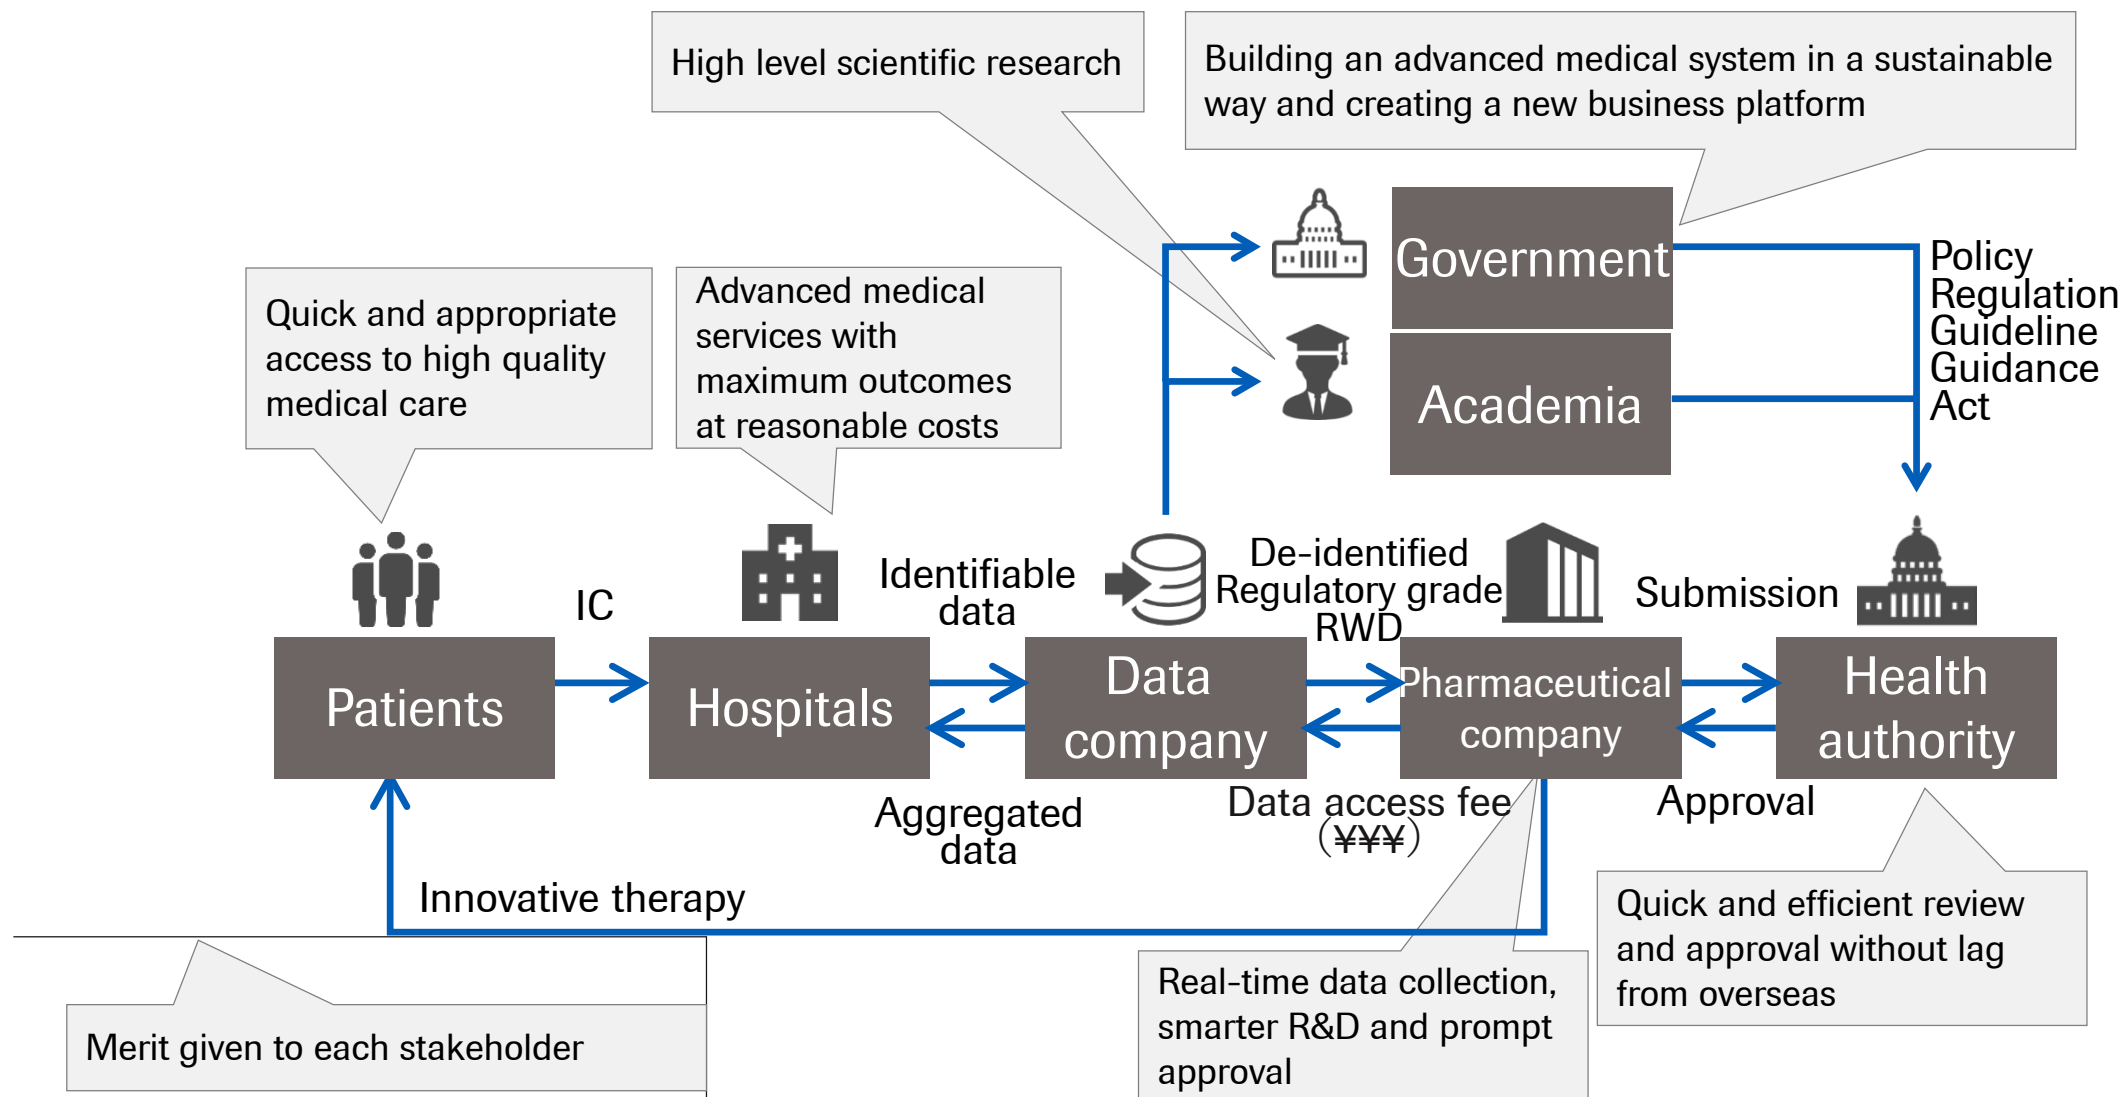 High level scientific research
Building an advanced medical system in a sustainable
way and creating a new business platform
Government
Academia
Policy
Regulation
Guideline
Guidance
Act
Quick and appropriate
access to high quality
medical care
Advanced medical
services with
maximum outcomes
at reasonable costs
IC
Identifiable
data
De-identified
Regulatory grade
RWD
Submission
Patients
Hospitals
Data
company
Pharmaceutical
company
Health
authority
Aggregated
data
Data access fee
(¥¥¥)
Approval
Innovative therapy
Quick and efficient review
and approval without lag
from overseas
Real-time data collection,
smarter R&D and prompt
approval
Merit given to each stakeholder